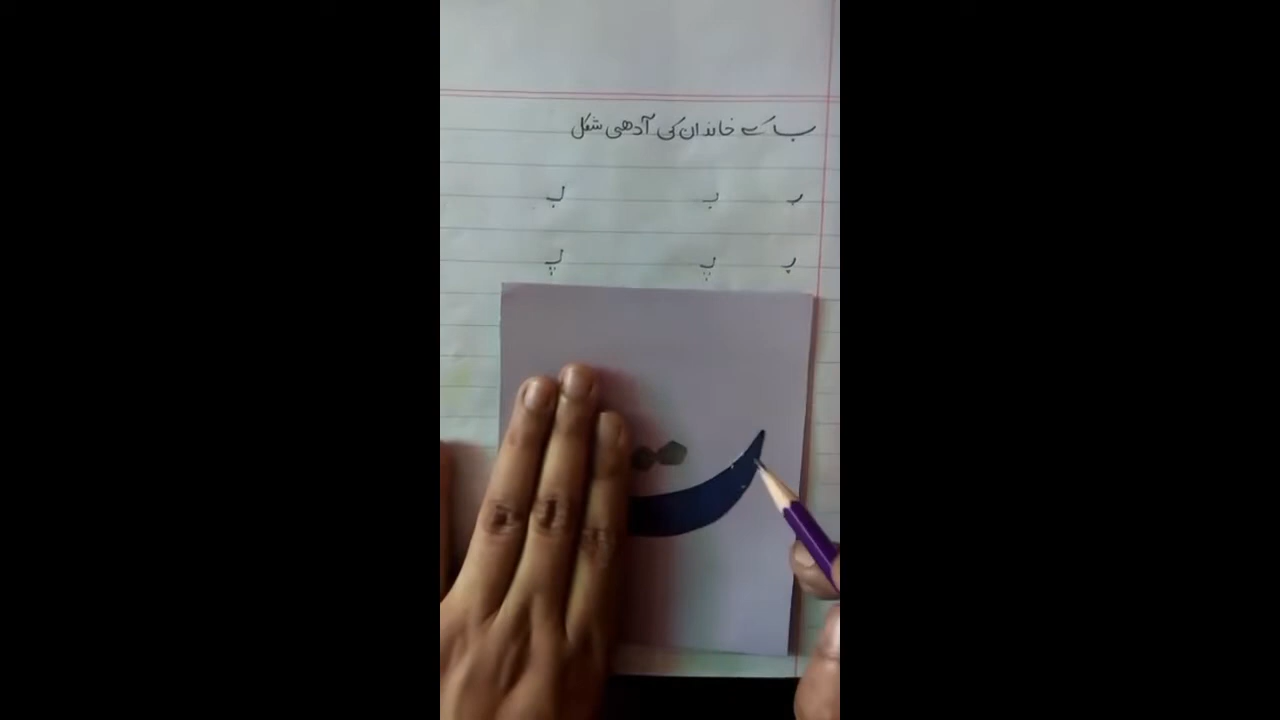 ب کے خاندان کی آدھی شکل
ب ب ب
پ پ پ
ت